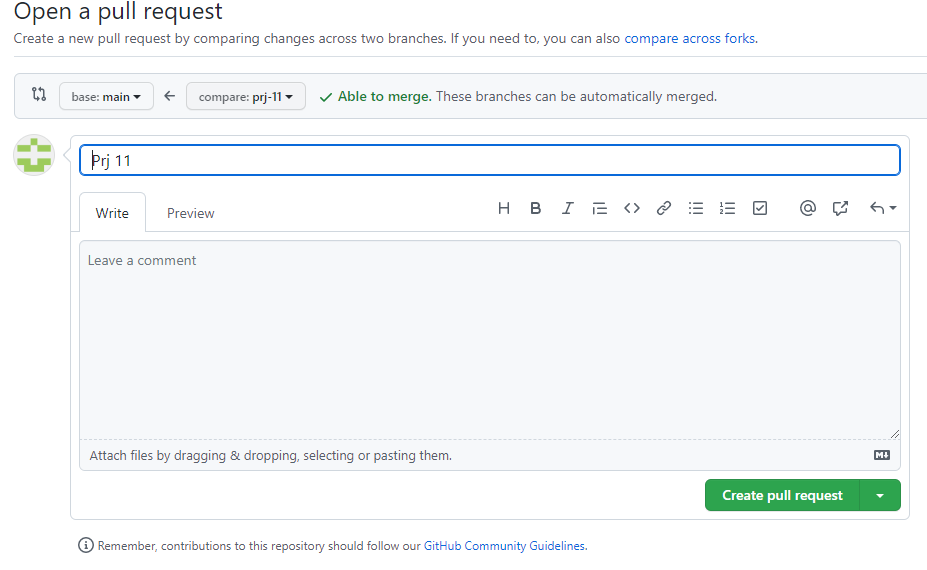 Open a pull request
Create a new pull request by comparing changes across two branches. If you need to, you can also compare across forks.
base: main
compare: prj-11
Able to merge. These branches can be automatically merged.
Prj 11
Write
Preview
Leave a comment
Attach files by dragging & dropping, selecting or pasting them.
Create pull request
Remember, contributions to this repository should follow our GitHub Community Guidelines.